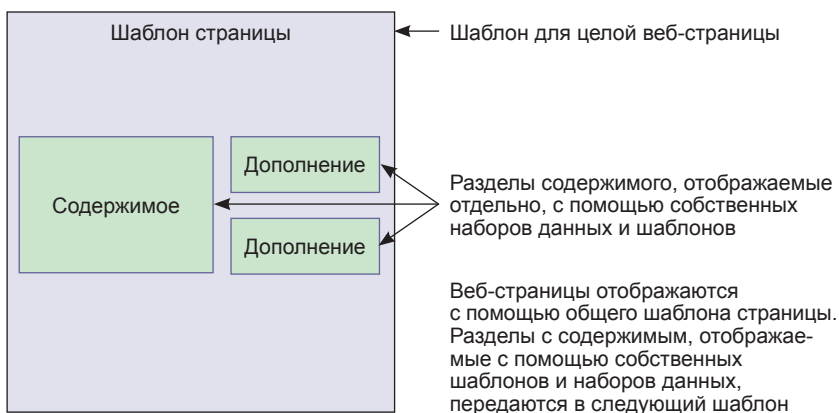 Шаблон страницы
Шаблон для целой веб-страницы
Содержимое
Дополнение
Дополнение
Разделы содержимого, отображаемые
отдельно, с помощью собственных
наборов данных и шаблонов
Веб-страницы отображаются
с помощью общего шаблона страницы.
Разделы с содержимым, отображае-
мые с помощью собственных
шаблонов и наборов данных,
передаются в следующий шаблон